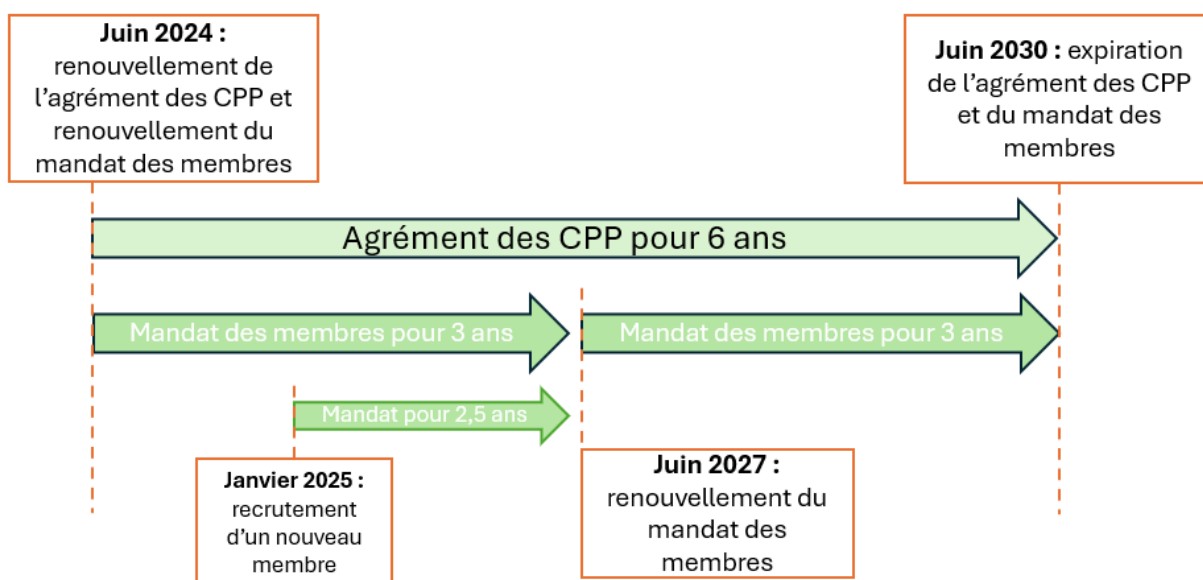 Juin 2024 :
renouvellement de
l’agrément des CPP et
renouvellement du
mandat des membres
Juin 2030 : expiration
de l’agrément des CPP
et du mandat des
membres
Agrément des CPP pour 6 ans
Mandat des membres pour 3 ans
Mandat des membres pour 3 ans
Mandat pour 2,5 ans
Janvier 2025 :
recrutement
d’un nouveau
membre
Juin 2027 :
renouvellement du
mandat des
membres